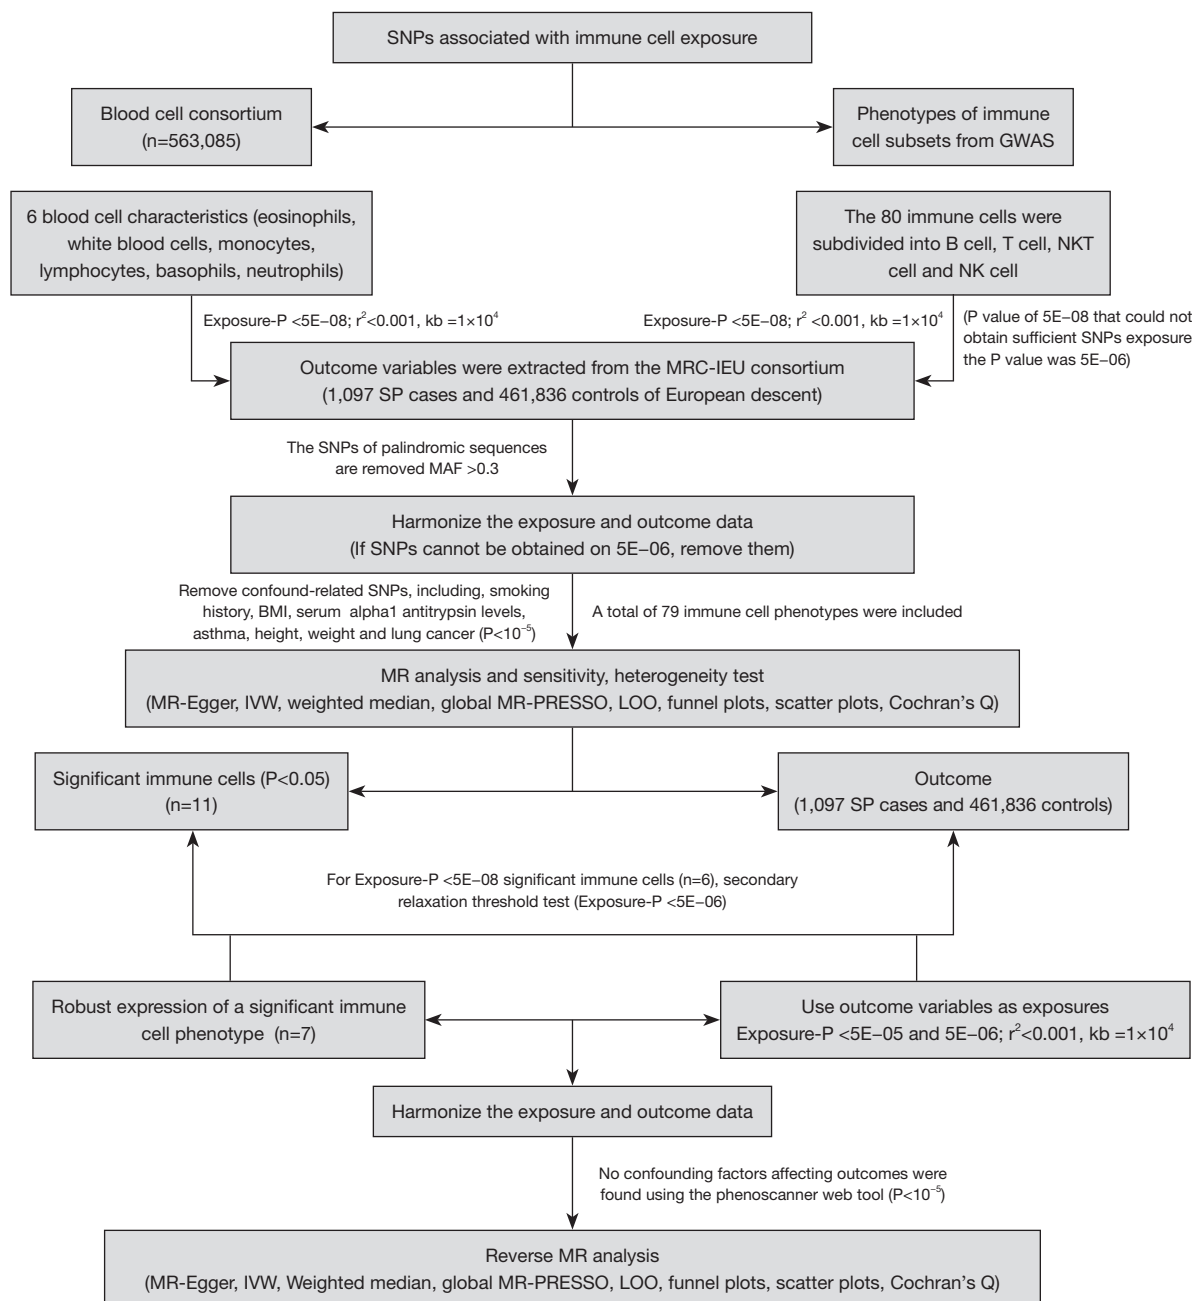 SNPs associated with immune cell exposure
Blood cell consortium
(n=563,085)
Phenotypes of immune
cell subsets from GWAS
6 blood cell characteristics (eosinophils,
white blood cells, monocytes,
lymphocytes, basophils, neutrophils)
The 80 immune cells were
subdivided into B cell, T cell, NKT
cell and NK cell
Exposure-P <5E−08; r²<0.001, kb =1×10⁴
Exposure-P <5E−08; r² <0.001, kb =1×10⁴
(P value of 5E−08 that could not
obtain sufficient SNPs exposure
the P value was 5E−06)
Outcome variables were extracted from the MRC-IEU consortium
(1,097 SP cases and 461,836 controls of European descent)
The SNPs of palindromic sequences
are removed MAF >0.3
Harmonize the exposure and outcome data
(If SNPs cannot be obtained on 5E−06, remove them)
Remove confound-related SNPs, including, smoking
history, BMI, serum alpha1 antitrypsin levels,
asthma, height, weight and lung cancer (P<10⁻⁵)
A total of 79 immune cell phenotypes were included
MR analysis and sensitivity, heterogeneity test
(MR-Egger, IVW, weighted median, global MR-PRESSO, LOO, funnel plots, scatter plots, Cochran's Q)
Significant immune cells (P<0.05)
(n=11)
Outcome
(1,097 SP cases and 461,836 controls)
For Exposure-P <5E−08 significant immune cells (n=6), secondary
relaxation threshold test (Exposure-P <5E−06)
Robust expression of a significant immune
cell phenotype (n=7)
Use outcome variables as exposures
Exposure-P <5E−05 and 5E−06; r²<0.001, kb =1×10⁴
Harmonize the exposure and outcome data
No confounding factors affecting outcomes were
found using the phenoscanner web tool (P<10⁻⁵)
Reverse MR analysis
(MR-Egger, IVW, Weighted median, global MR-PRESSO, LOO, funnel plots, scatter plots, Cochran's Q)